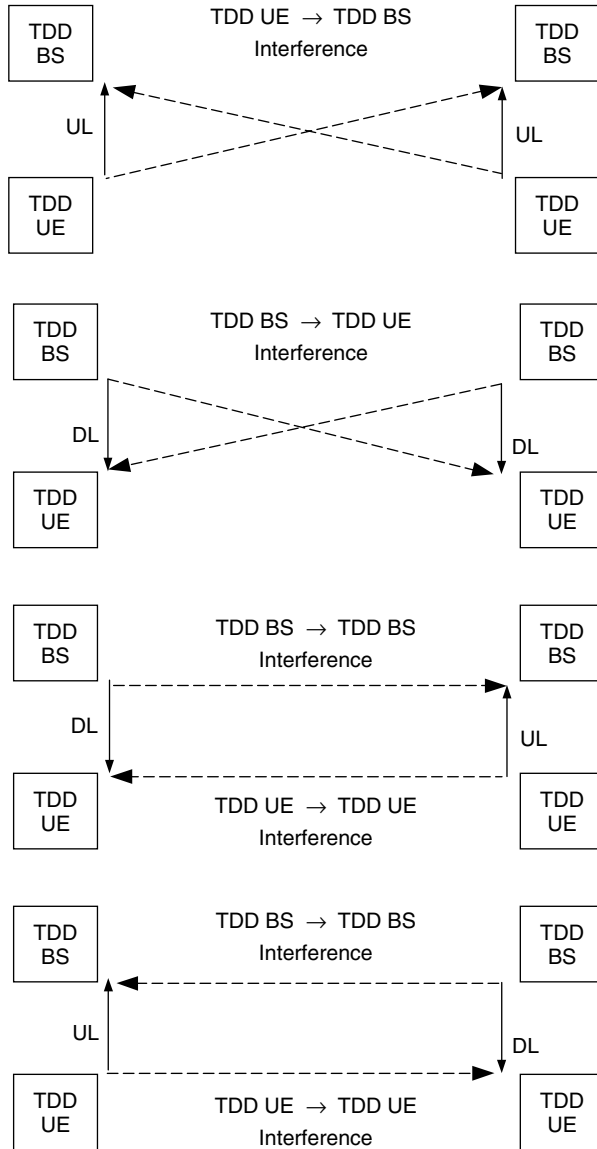 TDD
BS
TDD UE → TDD BS
Interference
TDD
BS
UL
UL
TDD
UE
TDD
UE
TDD
BS
TDD BS → TDD UE
Interference
TDD
BS
DL
DL
TDD
UE
TDD
UE
TDD
BS
TDD BS → TDD BS
Interference
TDD
BS
DL
UL
TDD
UE
TDD UE → TDD UE
Interference
TDD
UE
TDD
BS
TDD BS → TDD BS
Interference
TDD
BS
UL
DL
TDD
UE
TDD UE → TDD UE
Interference
TDD
UE